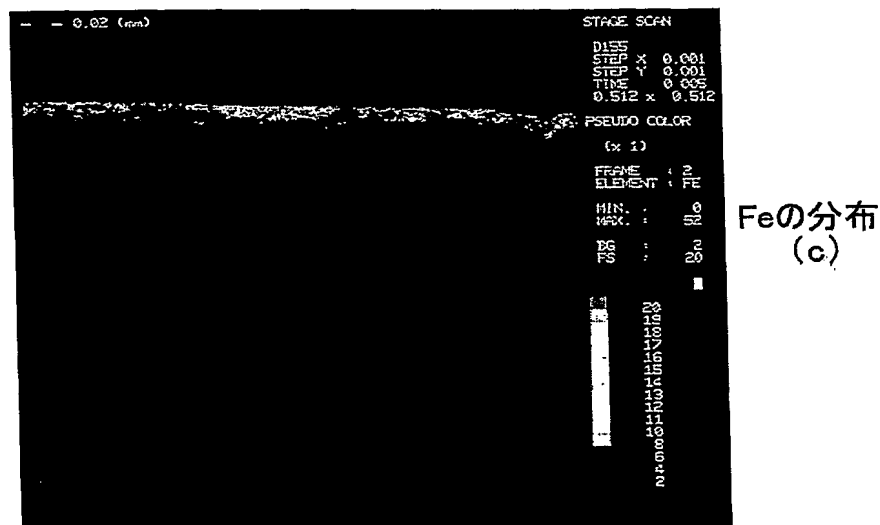 0.02 (mm)
STAGE SCAN
D155
STEP X 0.001
STEP Y 0.001
TIME 0.005
0.512 x 0.512
PSEUDO COLOR
(x 1)
FRAME : 2
ELEMENT : FE
MIN. : 0
MAX. : 52
BG : 2
FS : 20
20
19
18
17
16
15
14
13
12
11
10
8
6
4
2
Feの分布
(c)